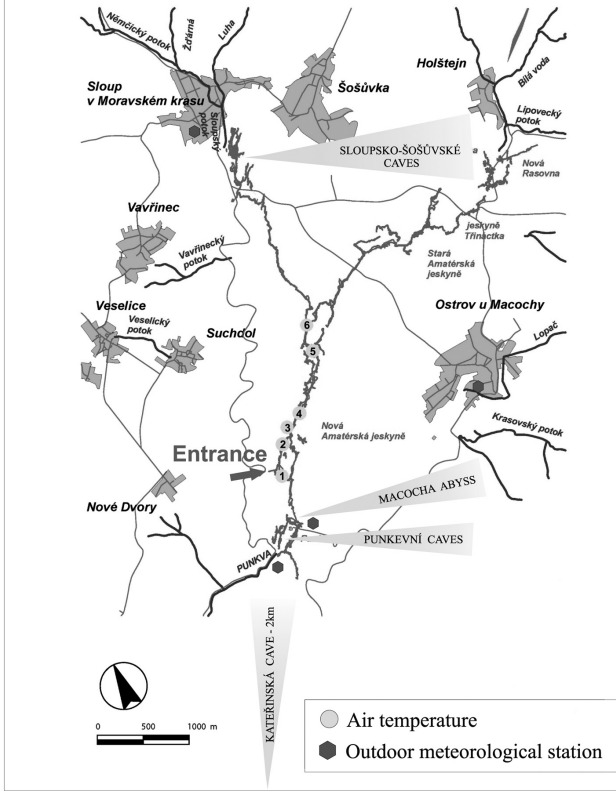 Němčický potok
Žďárná
Luha
Sloup
v Moravském krasu
Sloupský
potok
Šošůvka
Holštejn
Bílá voda
Lipovecký
potok
SLOUPSKO-ŠOŠŮVSKÉ
CAVES
Nová
Rasovna
Vavřinec
Vavřinecký
potok
jeskyně
Třináctka
Stará
Amatérská
jeskyně
Veselice
Veselický
potok
Suchdol
Ostrov u Macochy
Lopač
6
5
4
3
2
1
Nová
Amatérská jeskyně
Krasovský potok
Entrance
Nové Dvory
MACOCHA ABYSS
PUNKEVNÍ CAVES
PUNKVA
KATEŘINSKÁ CAVE - 2km
0 500 1000 m
Air temperature
Outdoor meteorological station